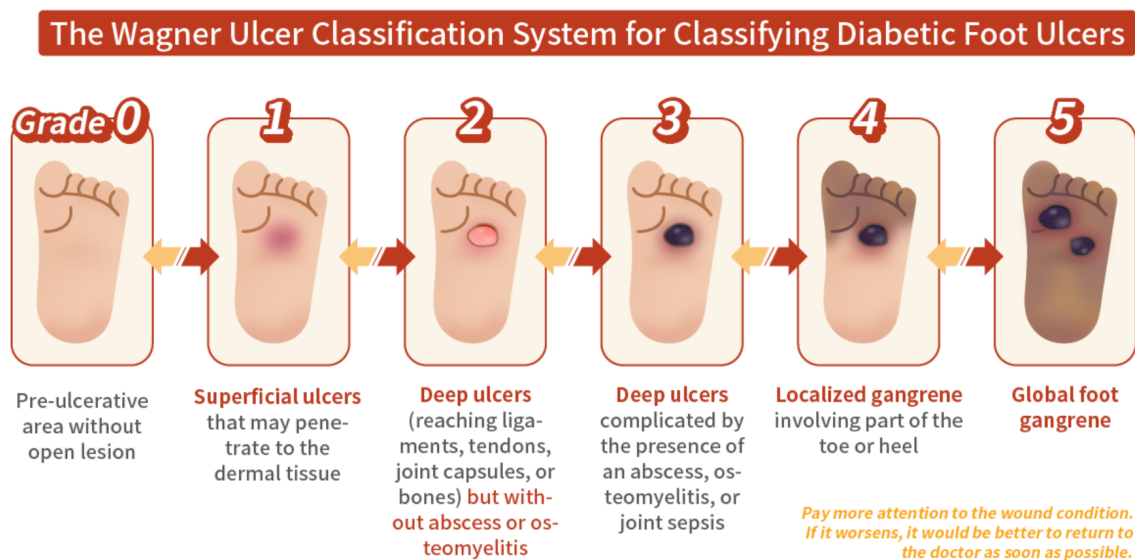 The Wagner Ulcer Classification System for Classifying Diabetic Foot Ulcers
Grade 0
1
2
3
4
5
Pre-ulcerative
area without
open lesion
Superficial ulcers
that may pene-
trate to the
dermal tissue
Deep ulcers
(reaching liga-
ments, tendons,
joint capsules, or
bones) but with-
out abscess or os-
teomyelitis
Deep ulcers
complicated by
the presence of
an abscess, os-
teomyelitis, or
joint sepsis
Localized gangrene
involving part of the
toe or heel
Global foot
gangrene
Pay more attention to the wound condition.
If it worsens, it would be better to return to
the doctor as soon as possible.